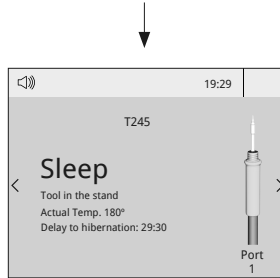 19:29
T245
Sleep
Tool in the stand
Actual Temp. 180º
Delay to hibernation: 29:30
Port
1